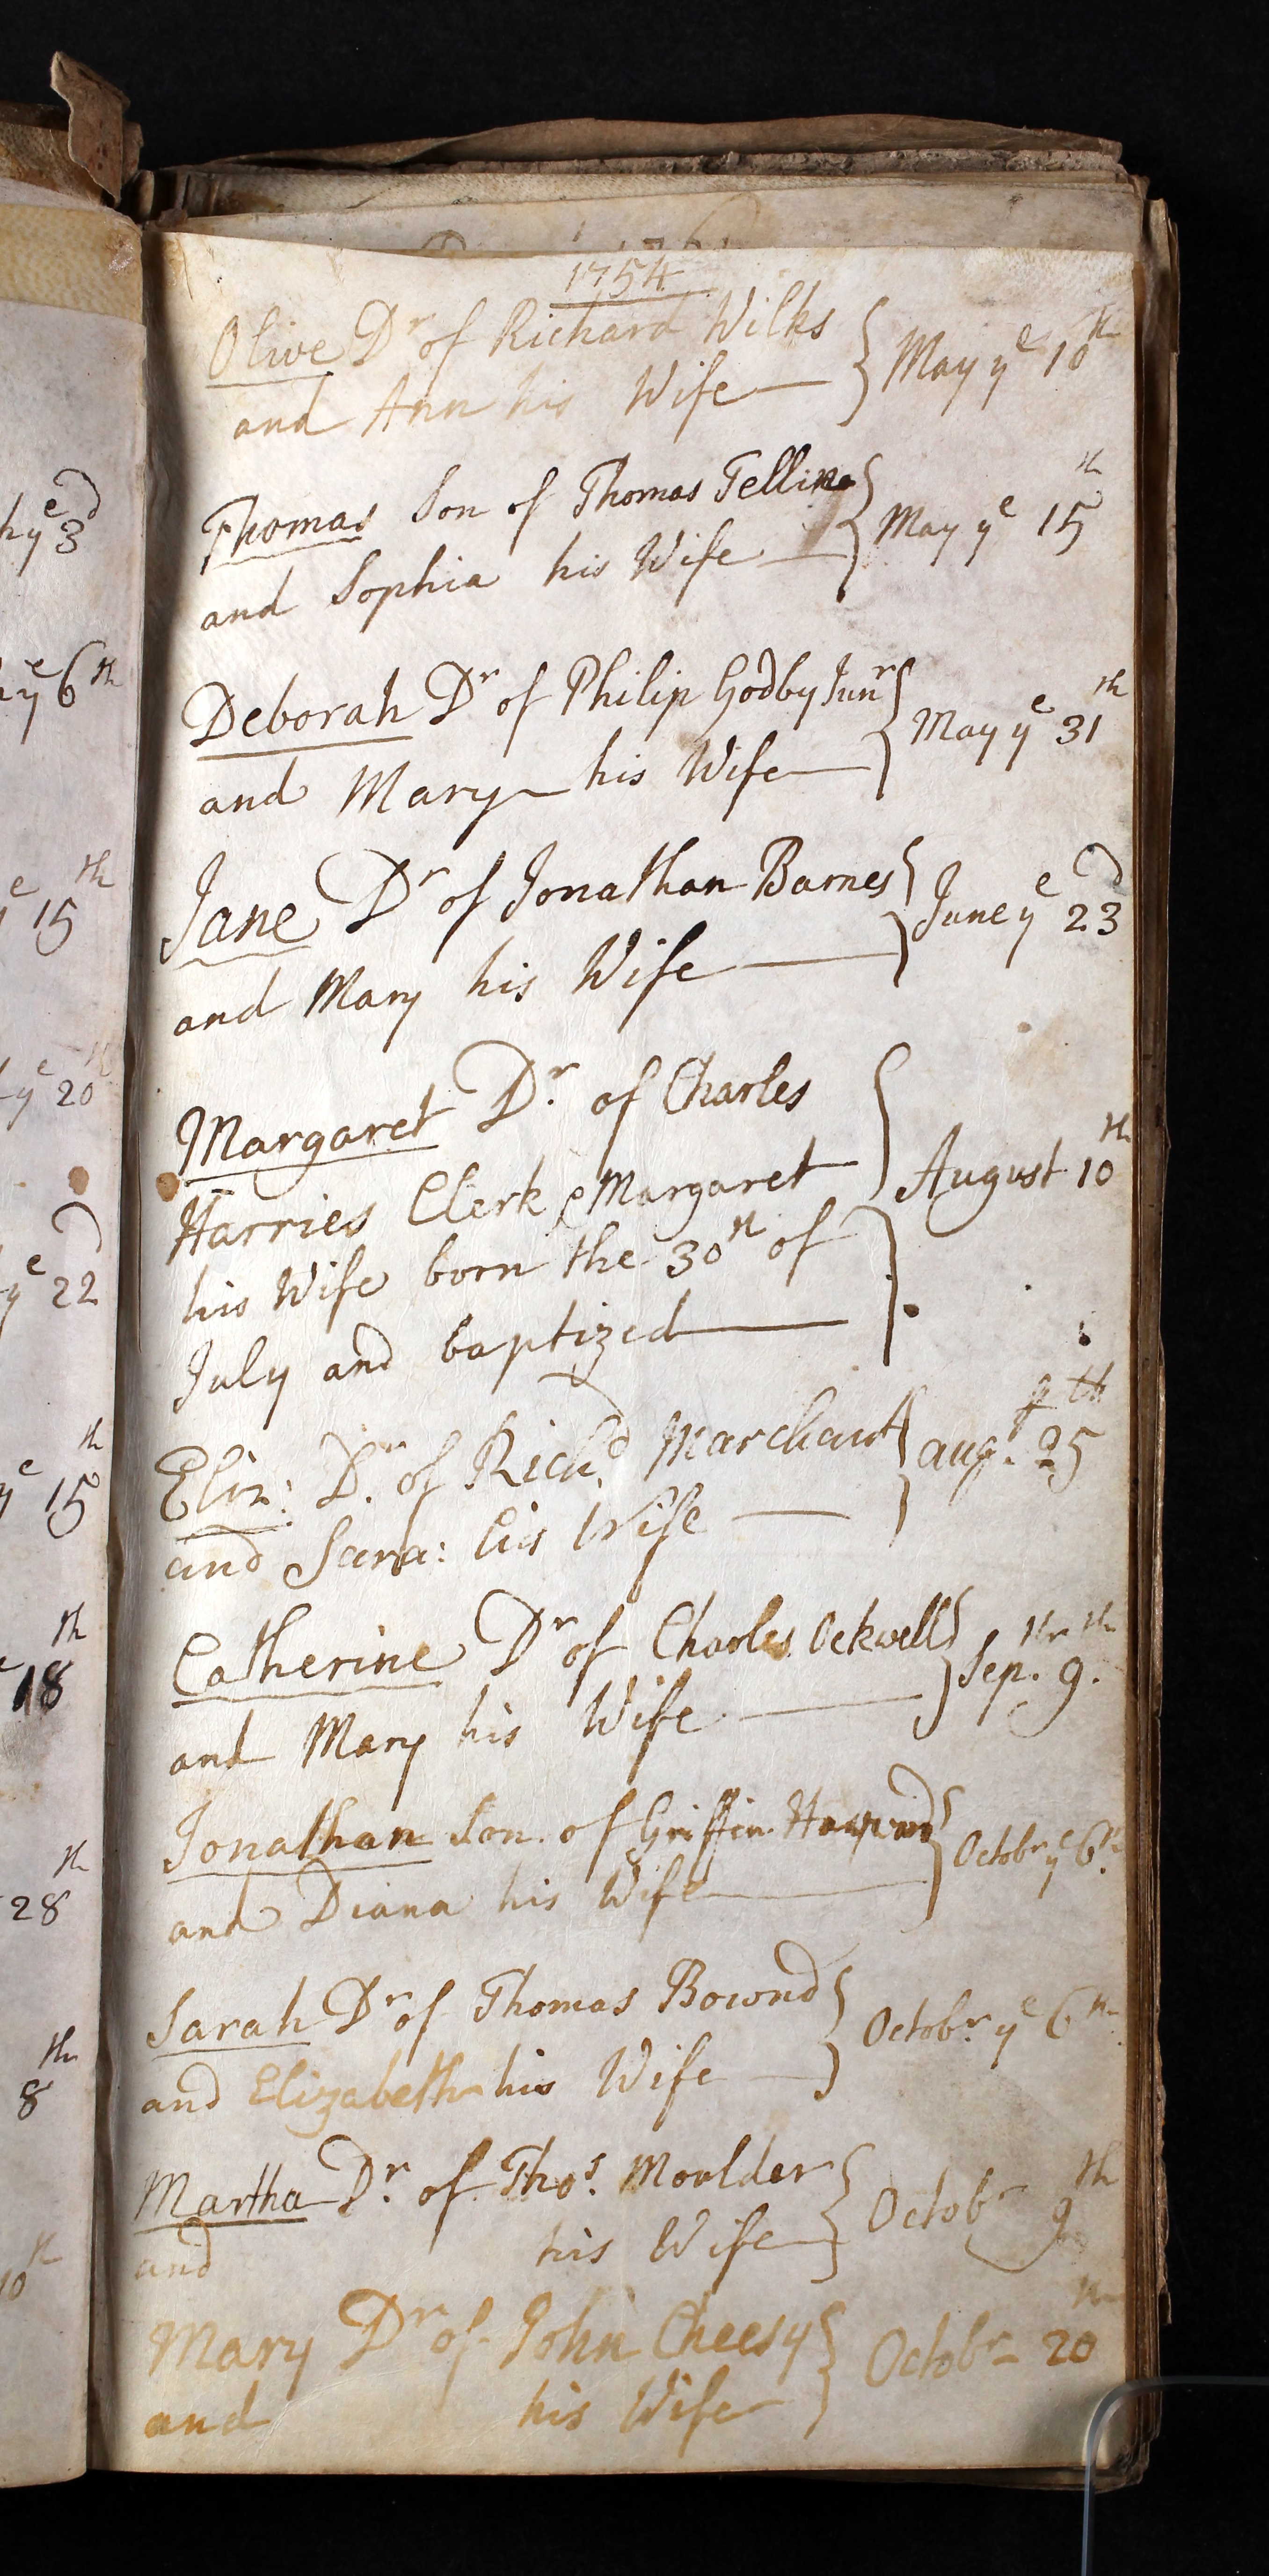 1754
Olive Dr of Richard Wilks
and Ann his Wife — } May ye 10th
Thomas Son of Thomas Telling
and Sophia his Wife — } May ye 15th
Deborah Dr of Philip Godby Junr
and Mary his Wife — } May ye 31th
Jane Dr of Jonathan Barnes
and Mary his Wife — } June ye 23d
Margaret Dr. of Charles
Harries Clerk & Margaret
his Wife born the 30th of
July and baptized — } August 10th
Eliz: Dr. of Richd. Marchant
and Sara: his Wife — } augt. 25th
Catherine Dr of Charles Ockwell
and Mary his Wife — } Sepr. 9th.
Jonathan Son of Griffin
and Diana his Wife — } Octobr ye 6th.
Sarah Dr of Thomas Bownd
and Elizabeth his Wife — } Octobr. ye 6th
Martha Dr. of Thos. Moulder
and his Wife — } Octobr 9th
Mary Dr of John Cheesy
and his Wife } Octobr 20th
hye 3d
ye 6th
e 15th
ye 20th
ye 22d
ye 15th
18th
28th
8th
10th